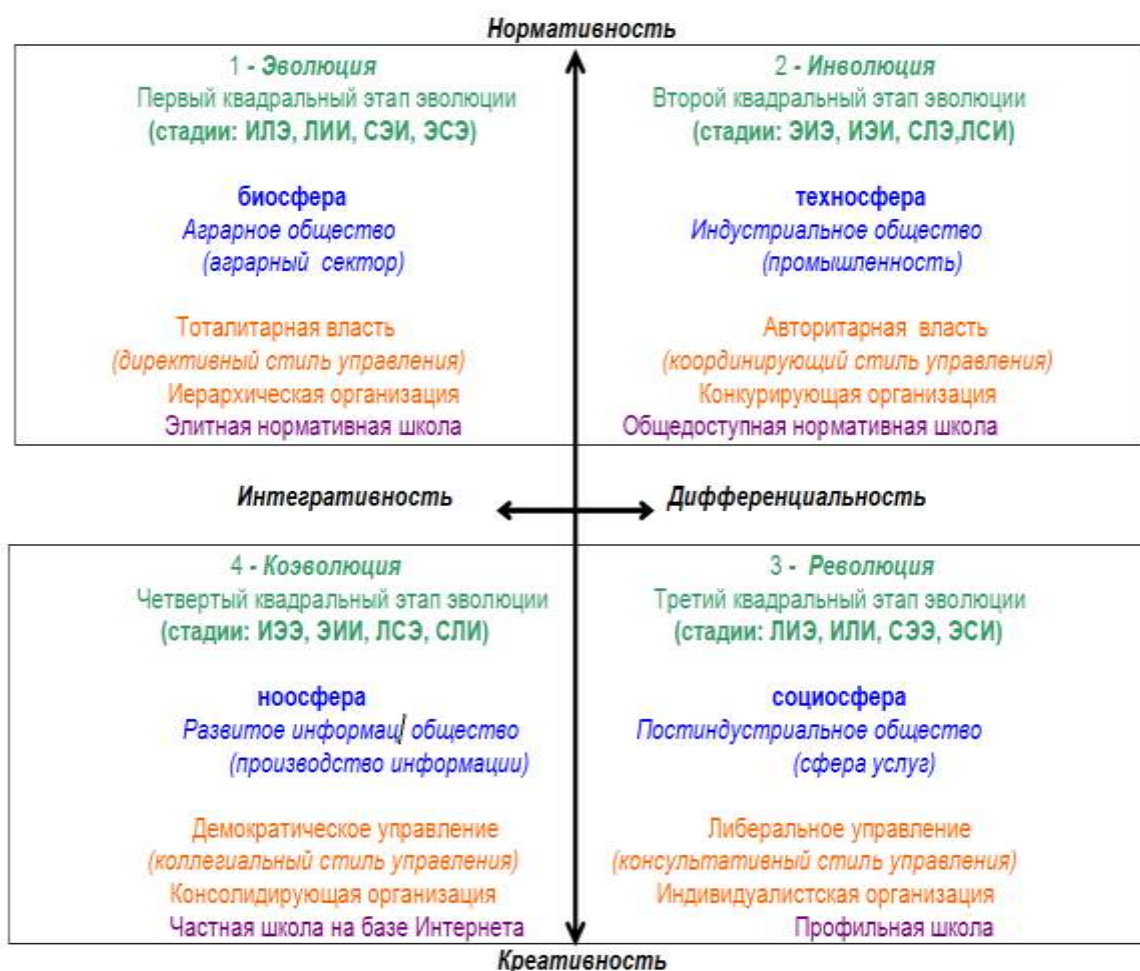 Нормативность
1 - Эволюция
Первый квадральный этап эволюции
(стадии: ИЛЭ, ЛИИ, СЭИ, ЭСЭ)
биосфера
Аграрное общество
(аграрный сектор)
Тоталитарная власть
(директивный стиль управления)
Иерархическая организация
Элитная нормативная школа
2 - Инволюция
Второй квадральный этап эволюции
(стадии: ЭИЭ, ИЭИ, СЛЭ,ЛСИ)
техносфера
Индустриальное общество
(промышленность)
Авторитарная власть
(координирующий стиль управления)
Конкурирующая организация
Общедоступная нормативная школа
Интегративность
Дифференциальность
4 - Коэволюция
Четвертый квадральный этап эволюции
(стадии: ИЭЭ, ЭИИ, ЛСЭ, СЛИ)
ноосфера
Развитое информац/ общество
(производство информации)
Демократическое управление
(коллегиальный стиль управления)
Консолидирующая организация
Частная школа на базе Интернета
3 - Революция
Третий квадральный этап эволюции
(стадии: ЛИЭ, ИЛИ, СЭЭ, ЭСИ)
социосфера
Постиндустриальное общество
(сфера услуг)
Либеральное управление
(консультативный стиль управления)
Индивидуалистская организация
Профильная школа
Креативность